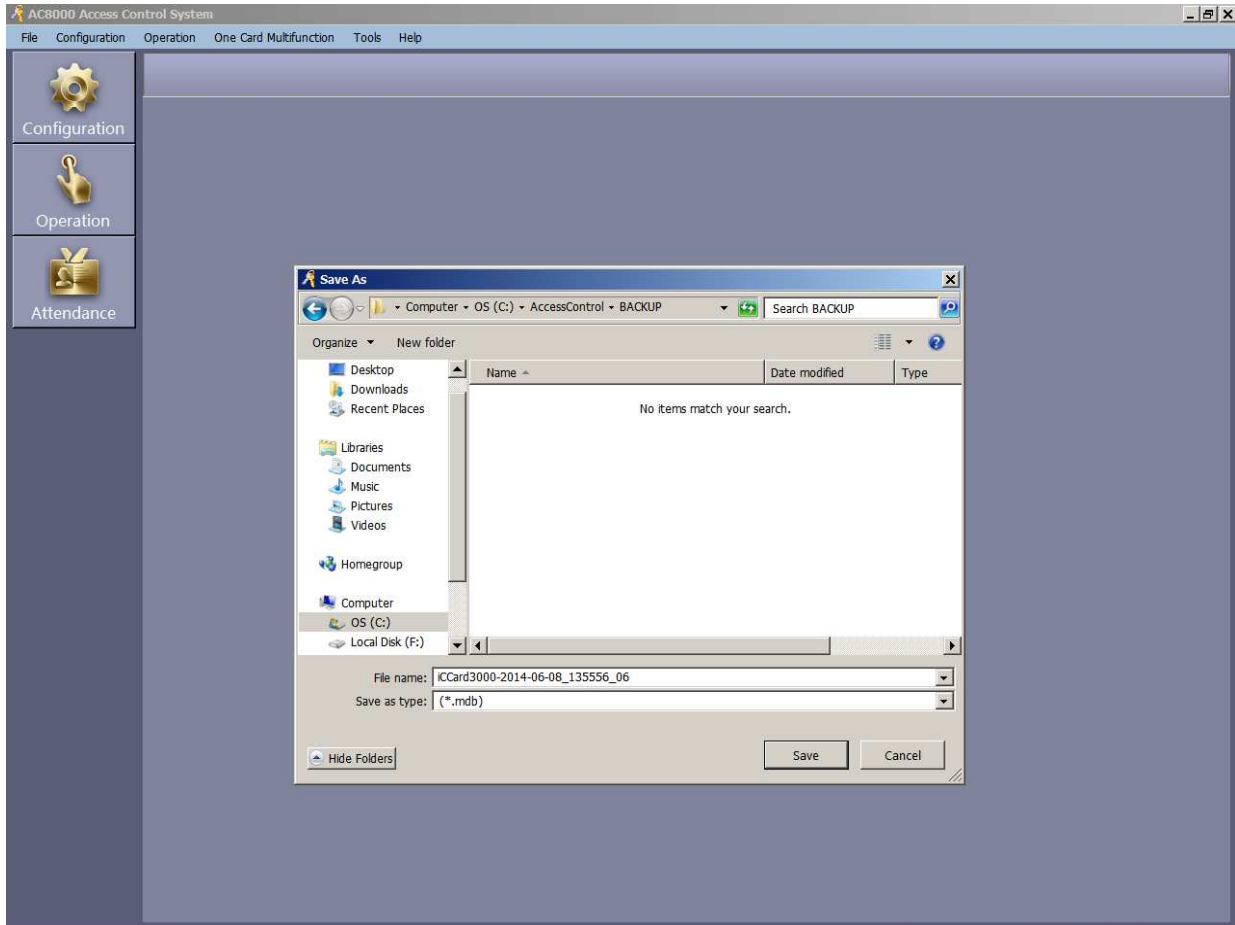 AC8000 Access Control System
File Configuration Operation One Card Multifunction Tools Help
Configuration
Operation
Attendance
Save As
Computer OS (C:) AccessControl BACKUP
Search BACKUP
Organize New folder
Name Date modified Type
No items match your search.
Desktop
Downloads
Recent Places
Libraries
Documents
Music
Pictures
Videos
Homegroup
Computer
OS (C:)
Local Disk (F:)
File name: iCCard3000-2014-06-08_135556_06
Save as type: (*.mdb)
Hide Folders Save Cancel